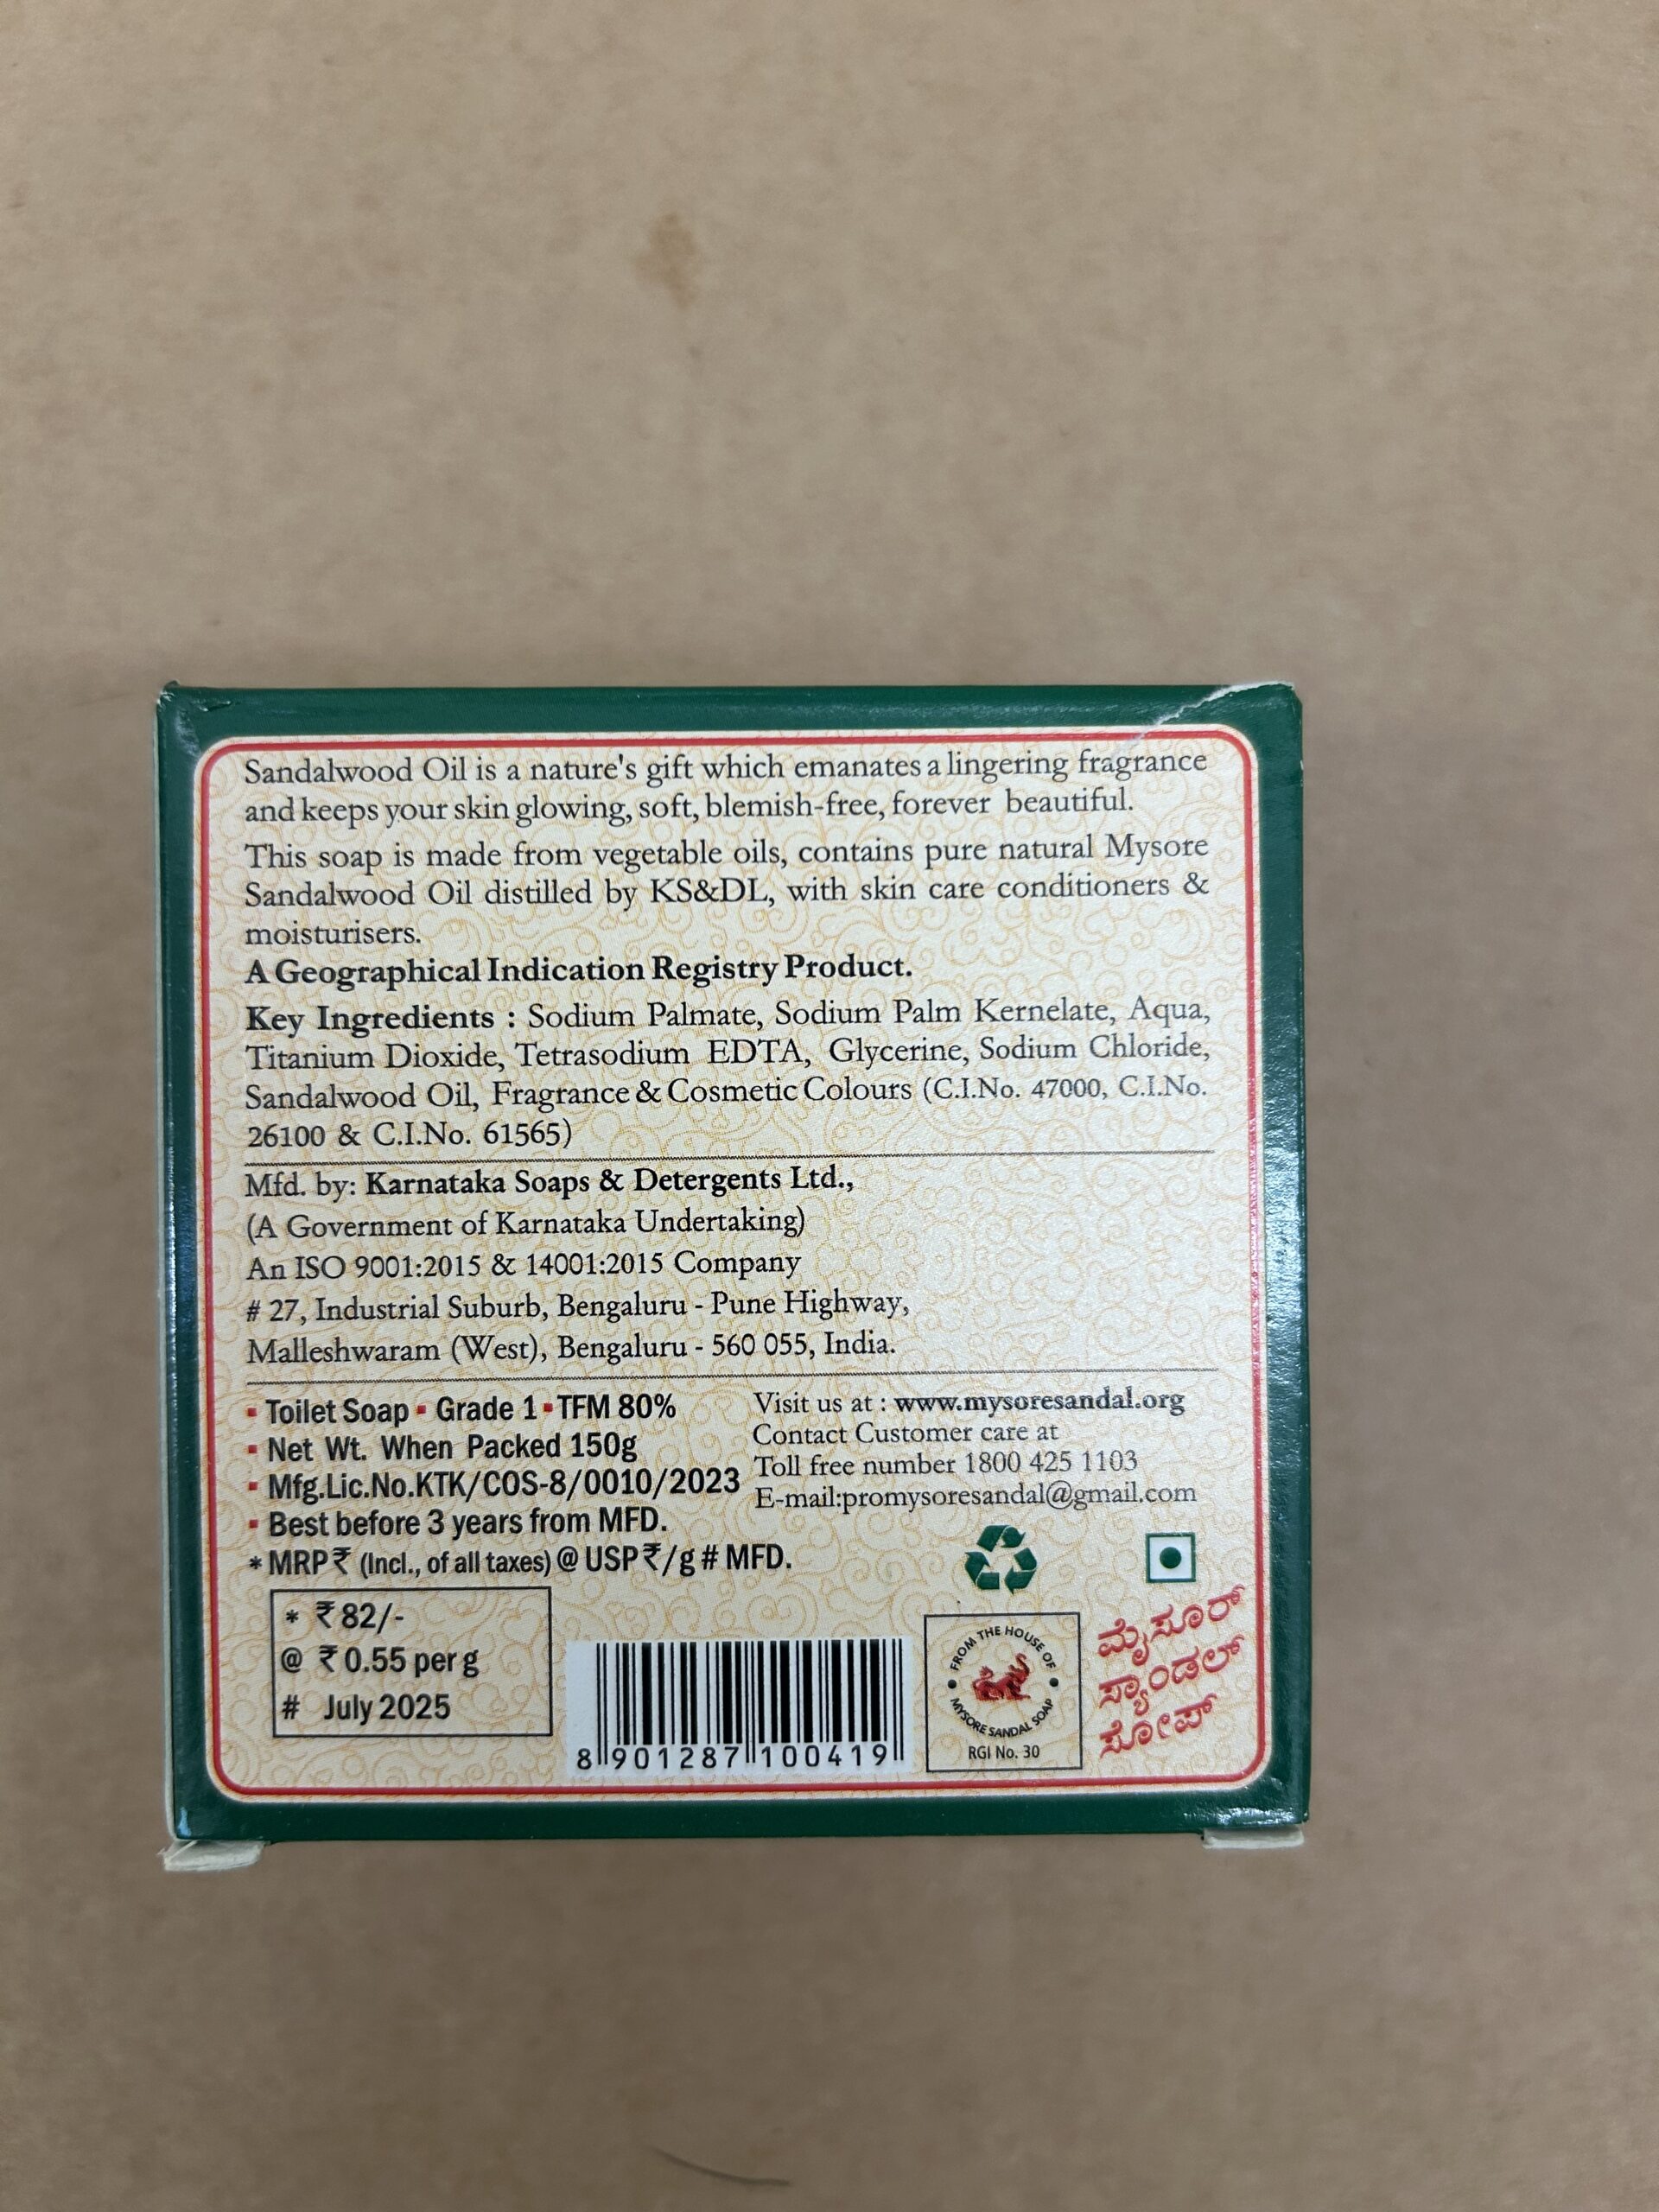 Sandalwood Oil is a nature's gift which emanates a lingering fragrance
and keeps your skin glowing, soft, blemish-free, forever beautiful.
This soap is made from vegetable oils, contains pure natural Mysore
Sandalwood Oil distilled by KS&DL, with skin care conditioners &
moisturisers.
A Geographical Indication Registry Product.
Key Ingredients : Sodium Palmate, Sodium Palm Kernelate, Aqua,
Titanium Dioxide, Tetrasodium EDTA, Glycerine, Sodium Chloride,
Sandalwood Oil, Fragrance & Cosmetic Colours (C.I.No. 47000, C.I.No.
26100 & C.I.No. 61565)
Mfd. by: Karnataka Soaps & Detergents Ltd.,
(A Government of Karnataka Undertaking)
An ISO 9001:2015 & 14001:2015 Company
# 27, Industrial Suburb, Bengaluru - Pune Highway,
Malleshwaram (West), Bengaluru - 560 055, India.
▪ Toilet Soap ▪ Grade 1 ▪ TFM 80%
▪ Net Wt. When Packed 150g
▪ Mfg.Lic.No.KTK/COS-8/0010/2023
▪ Best before 3 years from MFD.
* MRP ₹ (Incl., of all taxes) @ USP ₹/g # MFD.
Visit us at : www.mysoresandal.org
Contact Customer care at
Toll free number 1800 425 1103
E-mail:promysoresandal@gmail.com
* ₹ 82/-
@ ₹ 0.55 per g
# July 2025
8 901287 100419
FROM THE HOUSE OF
MYSORE SANDAL SOAP
RGI No. 30
ಮೈಸೂರ್
ಸ್ಯಾಂಡಲ್
ಸೋಪ್